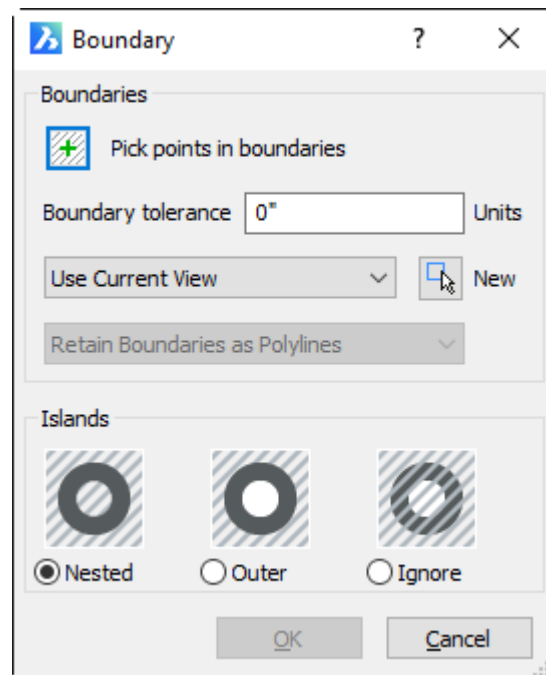 Boundary
?
Boundaries
Pick points in boundaries
Boundary tolerance 0" Units
Use Current View New
Retain Boundaries as Polylines
Islands
Nested Outer Ignore
OK Cancel